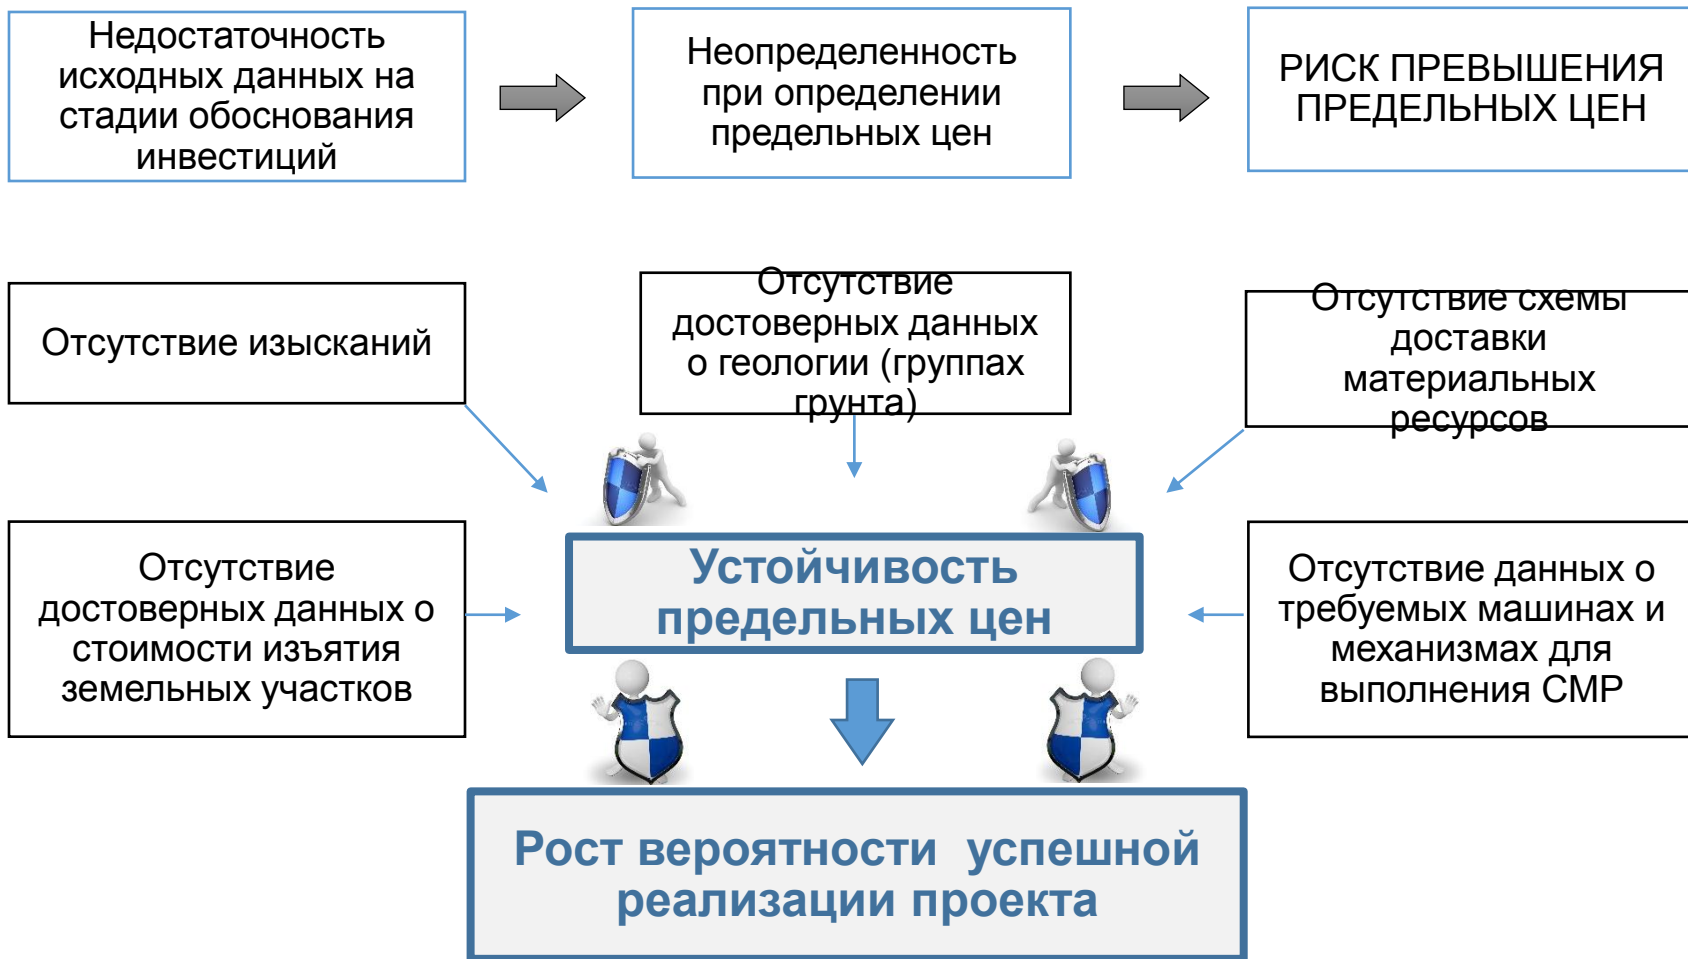 Недостаточность
исходных данных на
стадии обоснования
инвестиций
Неопределенность
при определении
предельных цен
РИСК ПРЕВЫШЕНИЯ
ПРЕДЕЛЬНЫХ ЦЕН
Отсутствие изысканий
Отсутствие
достоверных данных
о геологии (группах
грунта)
Отсутствие схемы
доставки
материальных
ресурсов
Отсутствие
достоверных данных о
стоимости изъятия
земельных участков
Устойчивость
предельных цен
Отсутствие данных о
требуемых машинах и
механизмах для
выполнения СМР
Рост вероятности  успешной
реализации проекта